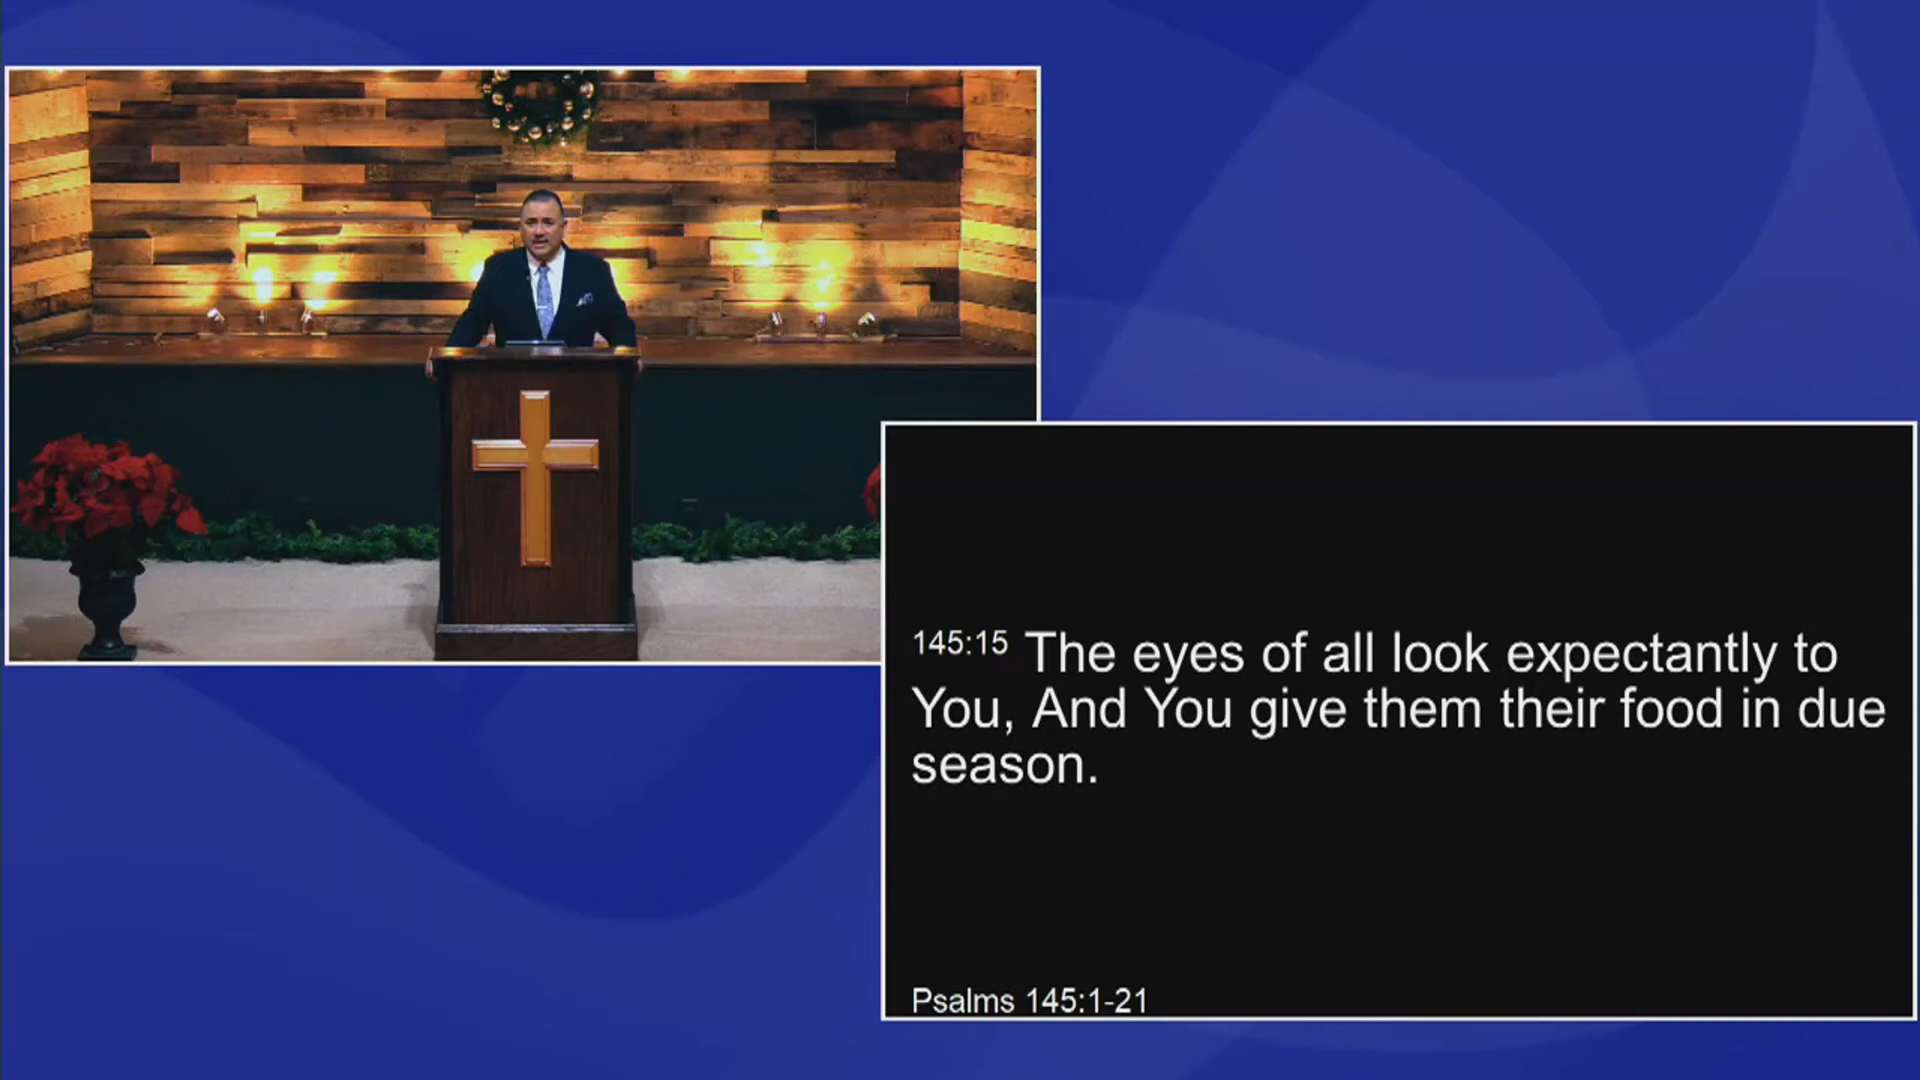 145:15 The eyes of all look expectantly to
You, And You give them their food in due
season.
Psalms 145:1-21